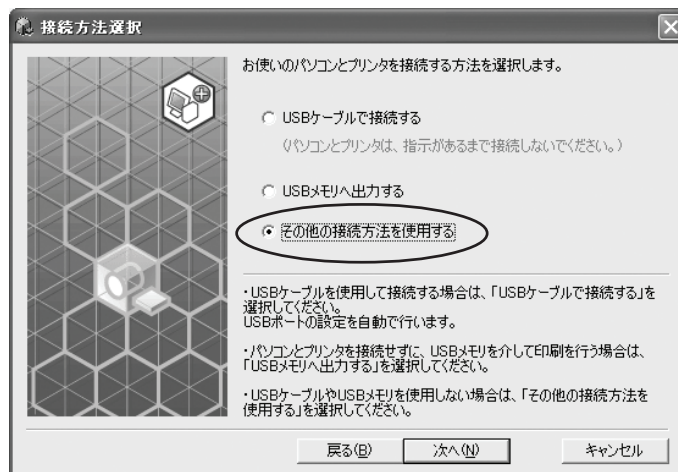 接続方法選択
お使いのパソコンとプリンタを接続する方法を選択します。
USBケーブルで接続する
(パソコンとプリンタは、指示があるまで接続しないでください。)
USBメモリへ出力する
その他の接続方法を使用する
・USBケーブルを使用して接続する場合は、「USBケーブルで接続する」を
選択してください。
USBポートの設定を自動で行います。
・パソコンとプリンタを接続せずに、USBメモリを介して印刷を行う場合は、
「USBメモリへ出力する」を選択してください。
・USBケーブルやUSBメモリを使用しない場合は、「その他の接続方法を
使用する」を選択してください。
戻る(B) 次へ(N) キャンセル